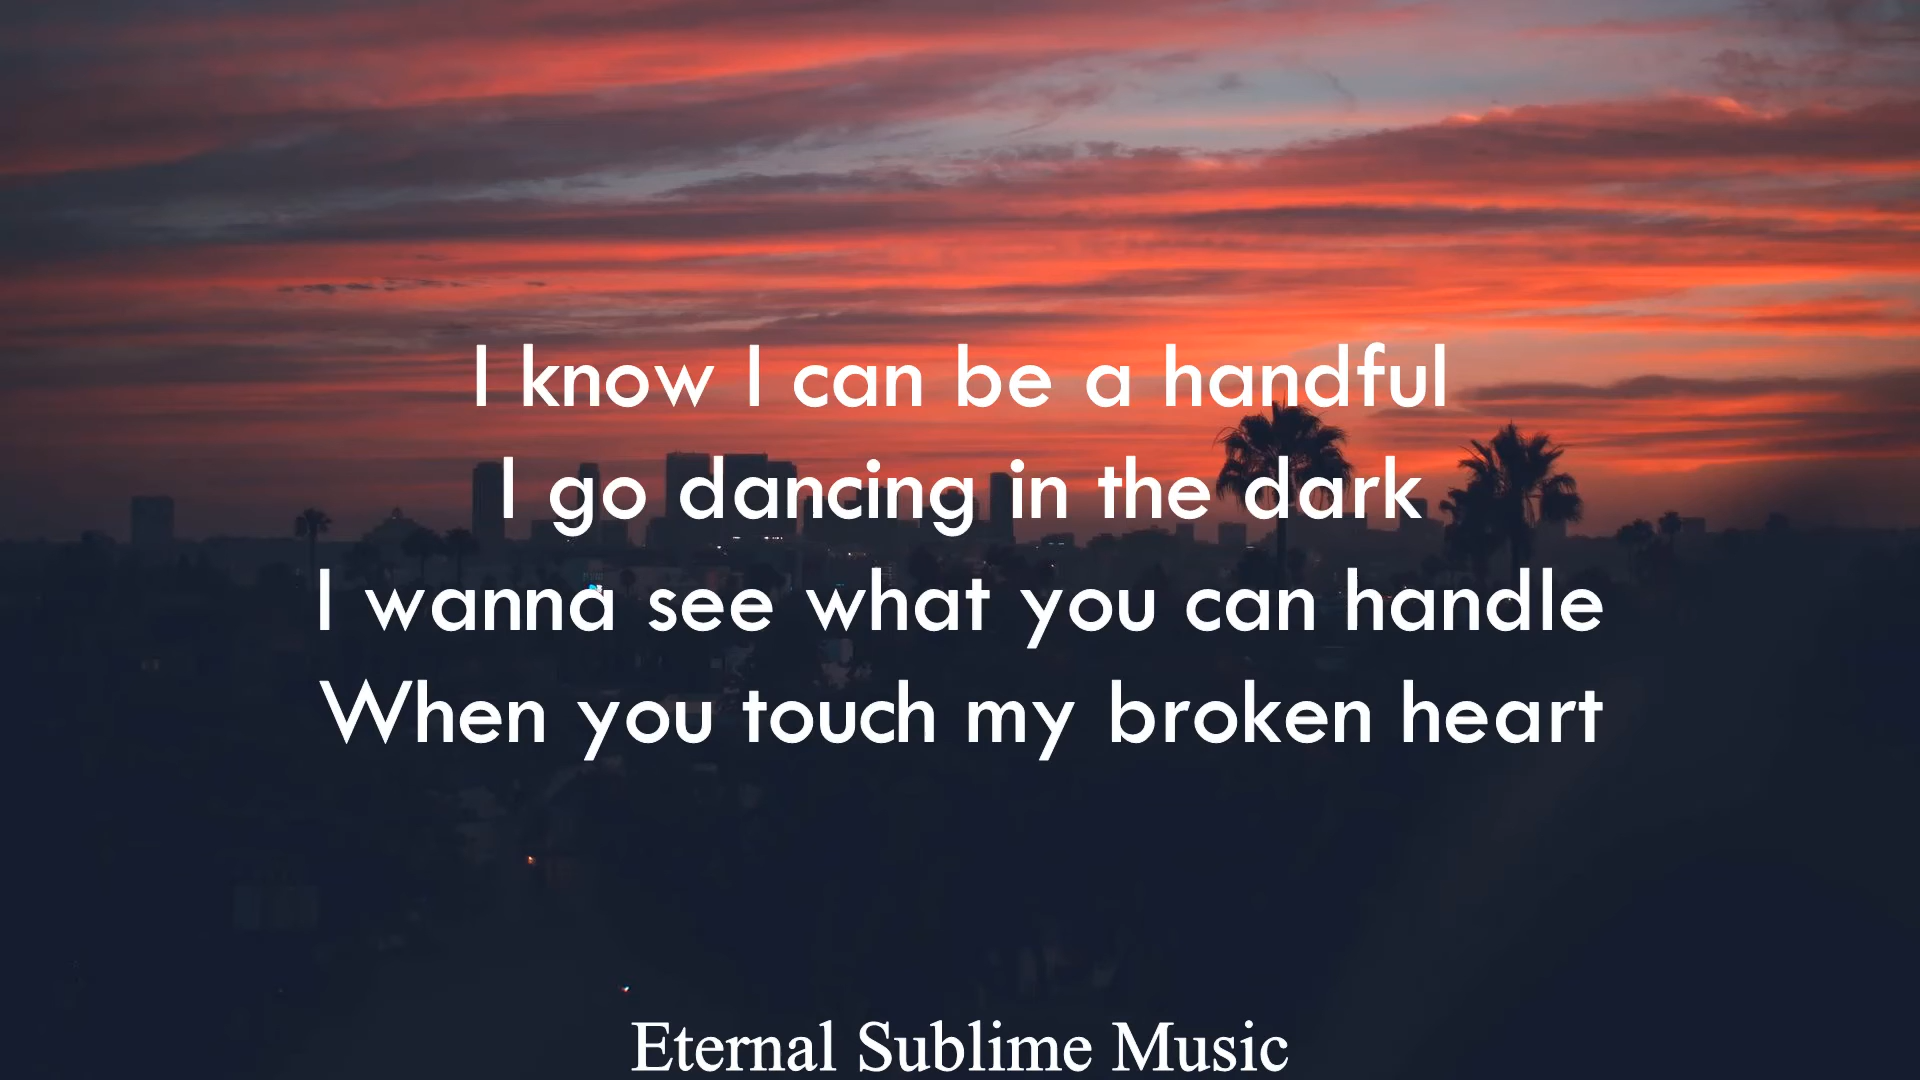 I know I can be a handful
I go dancing in the dark
I wanna see what you can handle
When you touch my broken heart
Eternal Sublime Music